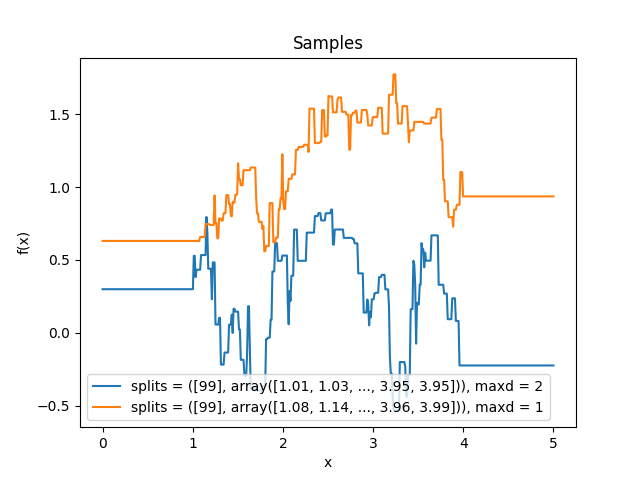 Samples
1.5
1.0
0.5
0.0
−0.5
f(x)
splits = ([99], array([1.01, 1.03, ..., 3.95, 3.95])), maxd = 2
splits = ([99], array([1.08, 1.14, ..., 3.96, 3.99])), maxd = 1
0 1 2 3 4 5
x